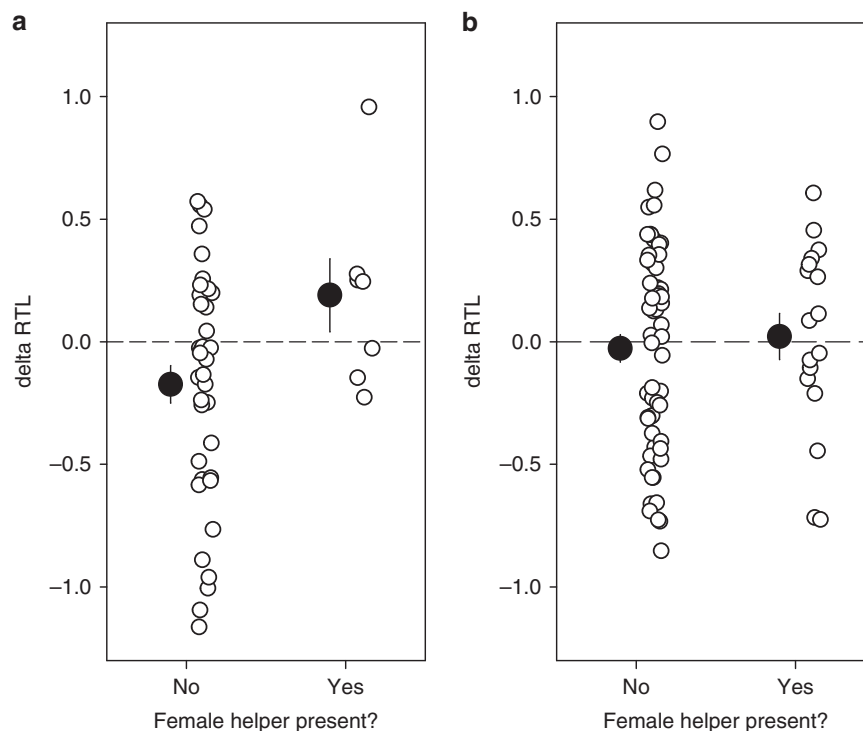 a
1.0
0.5
0.0
–0.5
–1.0
delta RTL
No Yes
Female helper present?
b
1.0
0.5
0.0
–0.5
–1.0
delta RTL
No Yes
Female helper present?